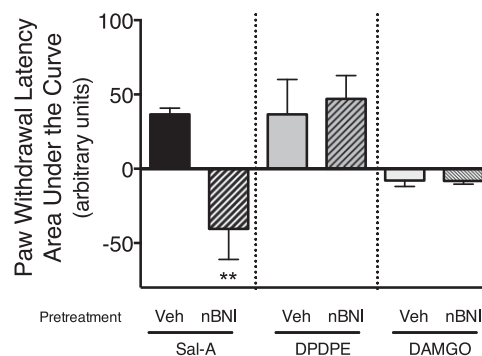 Paw Withdrawal Latency
Area Under the Curve
(arbitrary units)
100
50
0
-50
**
Pretreatment Veh nBNI Veh nBNI Veh nBNI
Sal-A DPDPE DAMGO